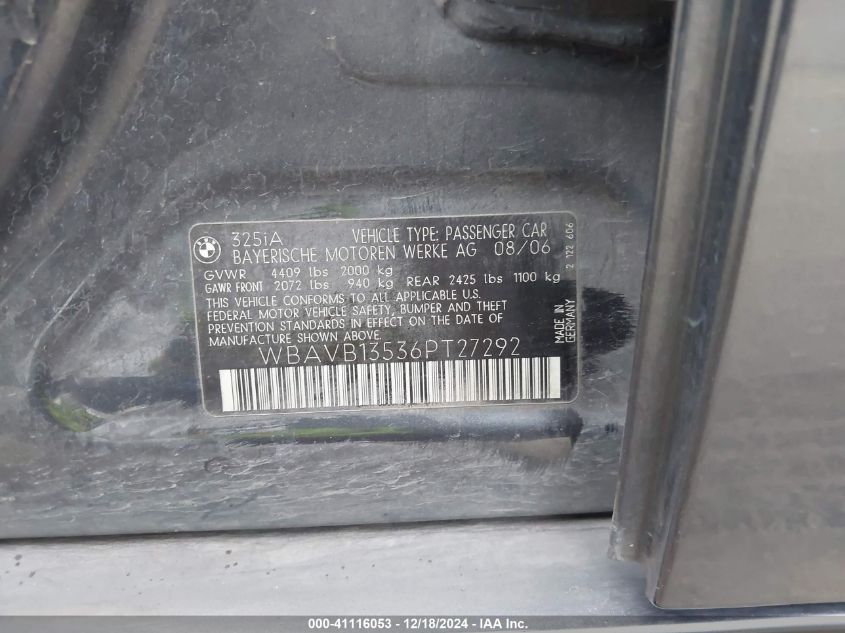 BMW
325iA VEHICLE TYPE: PASSENGER CAR
BAYERISCHE MOTOREN WERKE AG 08/06
GVWR 4409 lbs 2000 kg
GAWR FRONT 2072 lbs 940 kg REAR 2425 lbs 1100 kg
THIS VEHICLE CONFORMS TO ALL APPLICABLE U.S.
FEDERAL MOTOR VEHICLE SAFETY, BUMPER AND THEFT
PREVENTION STANDARDS IN EFFECT ON THE DATE OF
MANUFACTURE SHOWN ABOVE.
WBAVB13536PT27292
MADE IN
GERMANY
2 122 606
000-41116053 - 12/18/2024 - IAA Inc.